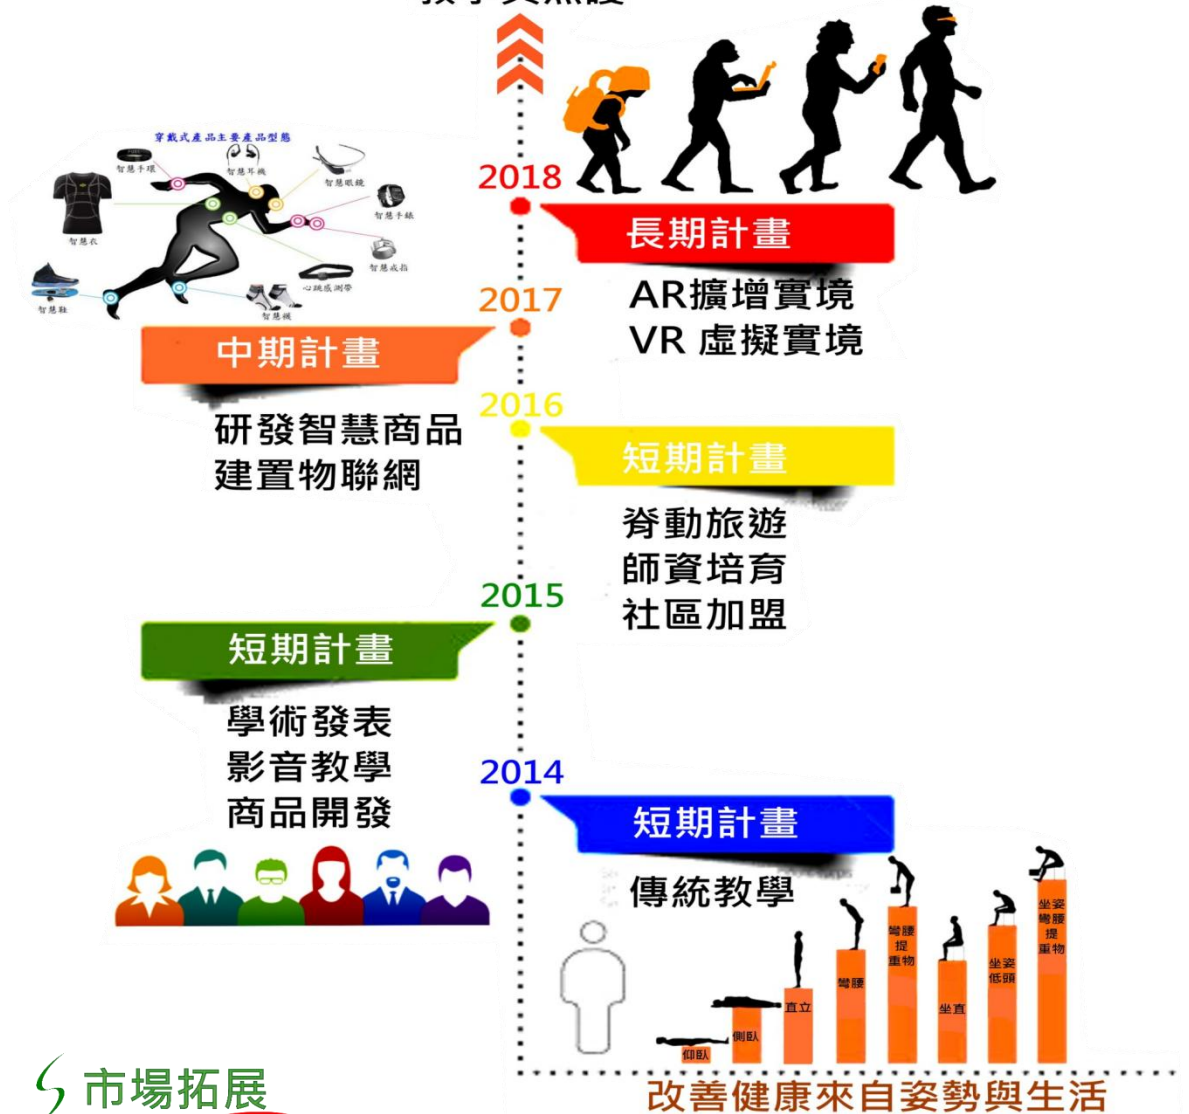 穿戴式產品主要產品型態
智慧手環
智慧耳機
智慧眼鏡
智慧手錶
智慧衣
智慧戒指
心跳感測帶
智慧鞋
智慧襪
2018
長期計畫
AR擴增實境
VR 虛擬實境
2017
中期計畫
研發智慧商品
建置物聯網
2016
短期計畫
脊動旅遊
師資培育
社區加盟
2015
短期計畫
學術發表
影音教學
商品開發
2014
短期計畫
傳統教學
仰臥
側臥
直立
彎腰
彎腰
提
重物
坐直
坐姿
低頭
坐姿
彎腰
提
重物
改善健康來自姿勢與生活
市場拓展